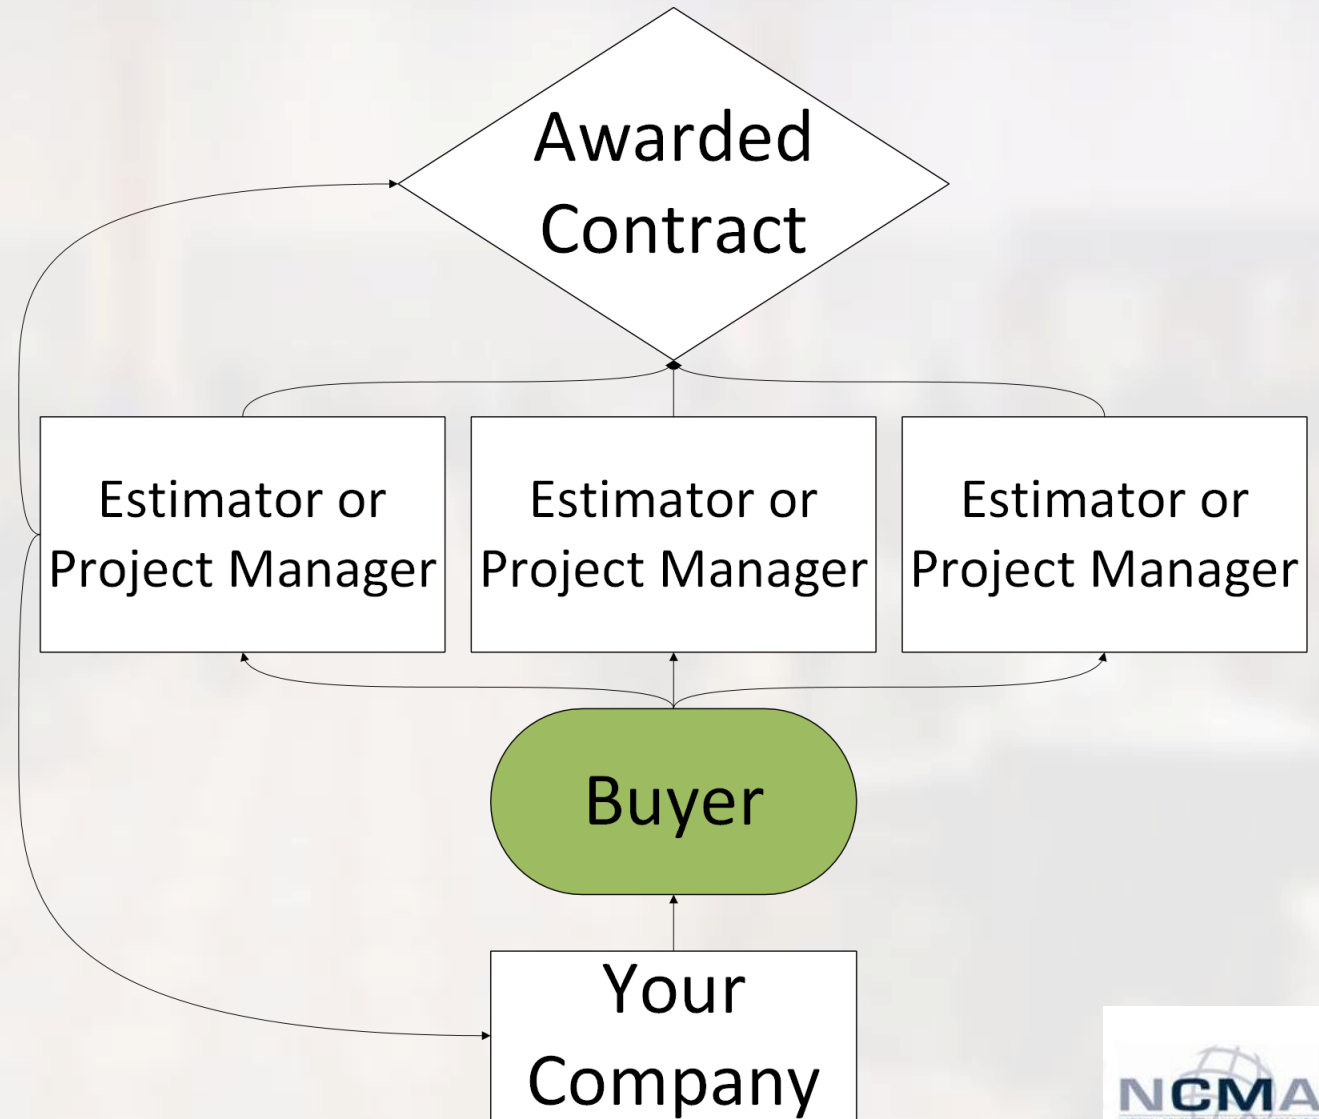 Awarded
Contract
Estimator or
Project Manager
Estimator or
Project Manager
Estimator or
Project Manager
Buyer
Your
Company
NCMA